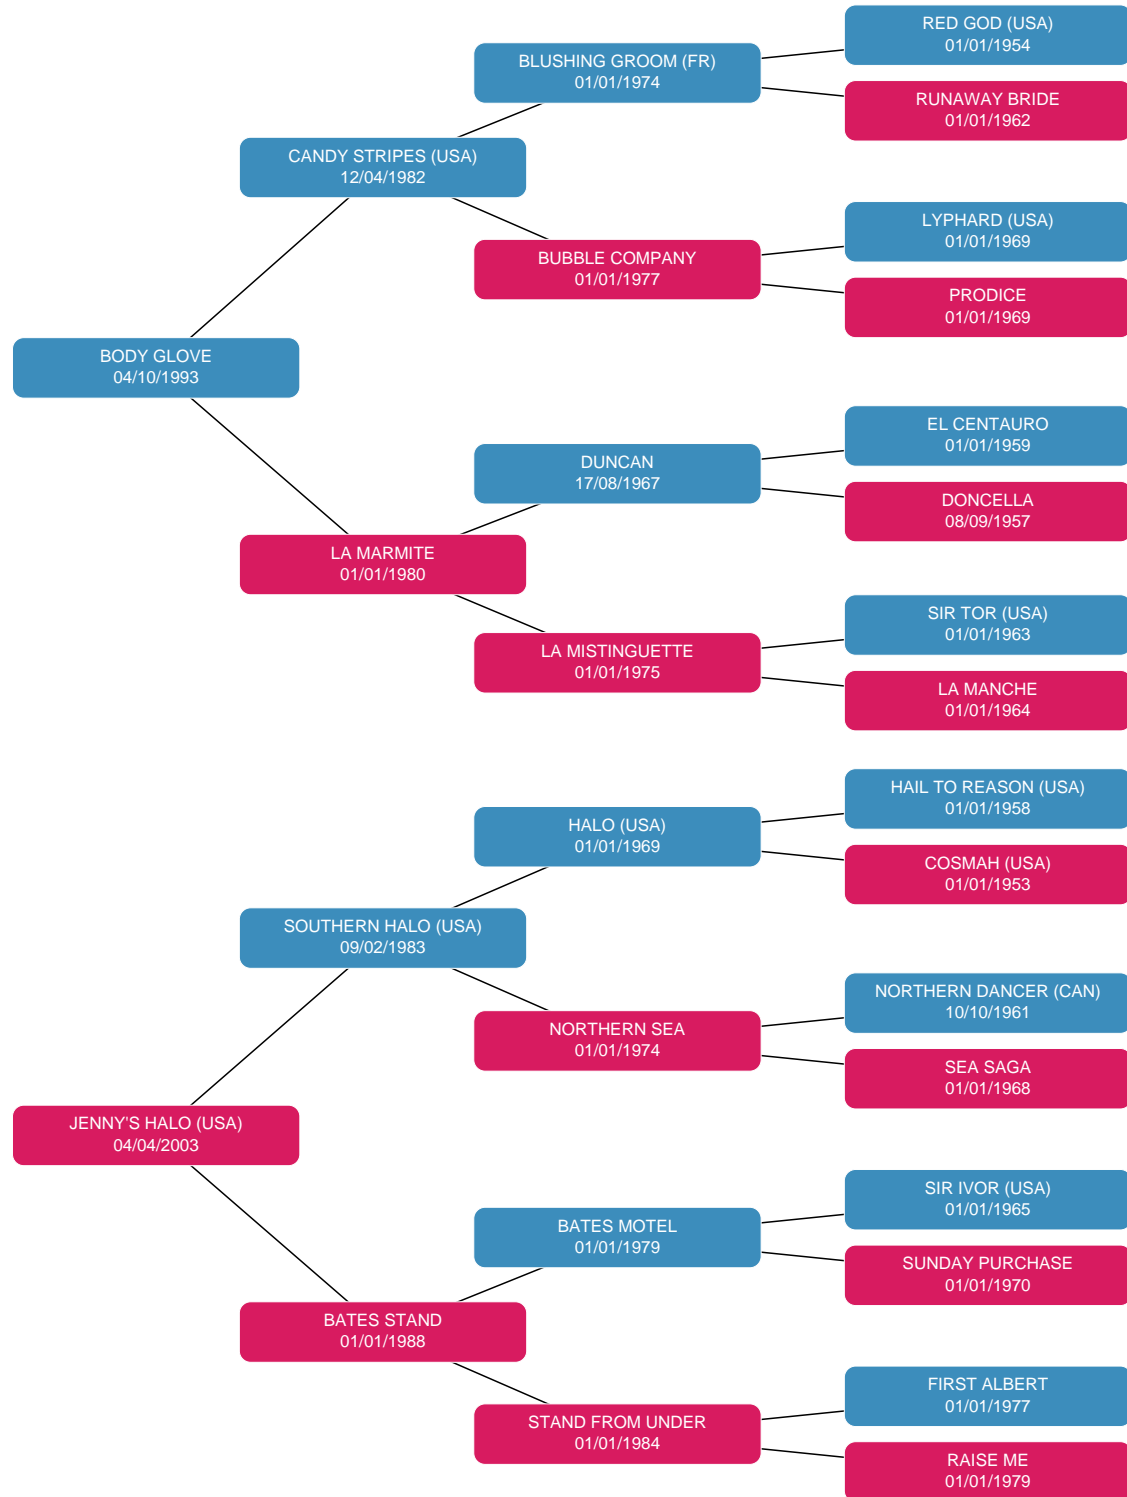 RED GOD (USA)
01/01/1954
BLUSHING GROOM (FR)
01/01/1974
RUNAWAY BRIDE
01/01/1962
CANDY STRIPES (USA)
12/04/1982
LYPHARD (USA)
01/01/1969
BUBBLE COMPANY
01/01/1977
PRODICE
01/01/1969
BODY GLOVE
04/10/1993
EL CENTAURO
01/01/1959
DUNCAN
17/08/1967
DONCELLA
08/09/1957
LA MARMITE
01/01/1980
SIR TOR (USA)
01/01/1963
LA MISTINGUETTE
01/01/1975
LA MANCHE
01/01/1964
HAIL TO REASON (USA)
01/01/1958
HALO (USA)
01/01/1969
COSMAH (USA)
01/01/1953
SOUTHERN HALO (USA)
09/02/1983
NORTHERN DANCER (CAN)
10/10/1961
NORTHERN SEA
01/01/1974
SEA SAGA
01/01/1968
JENNY'S HALO (USA)
04/04/2003
SIR IVOR (USA)
01/01/1965
BATES MOTEL
01/01/1979
SUNDAY PURCHASE
01/01/1970
BATES STAND
01/01/1988
FIRST ALBERT
01/01/1977
STAND FROM UNDER
01/01/1984
RAISE ME
01/01/1979